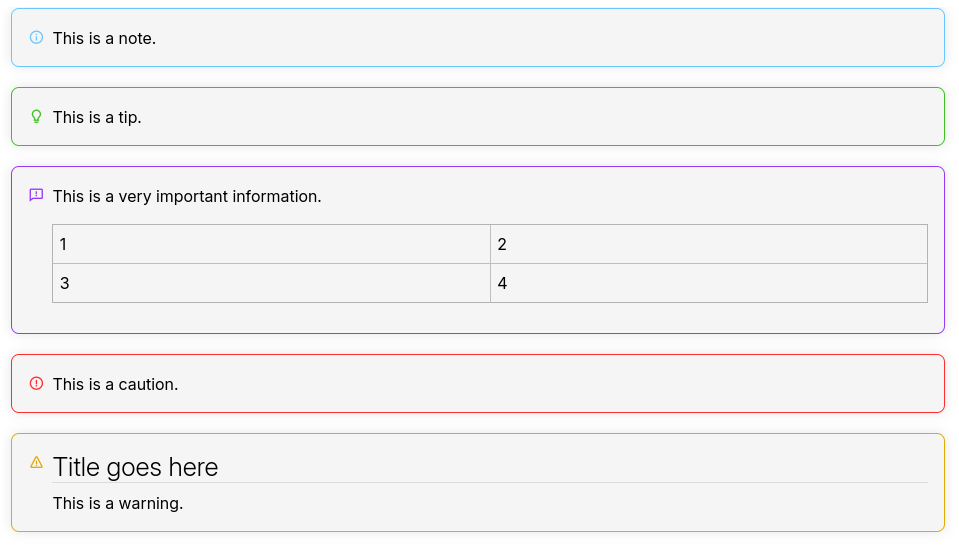 This is a note.
This is a tip.
This is a very important information.
1 2
3 4
This is a caution.
Title goes here
This is a warning.